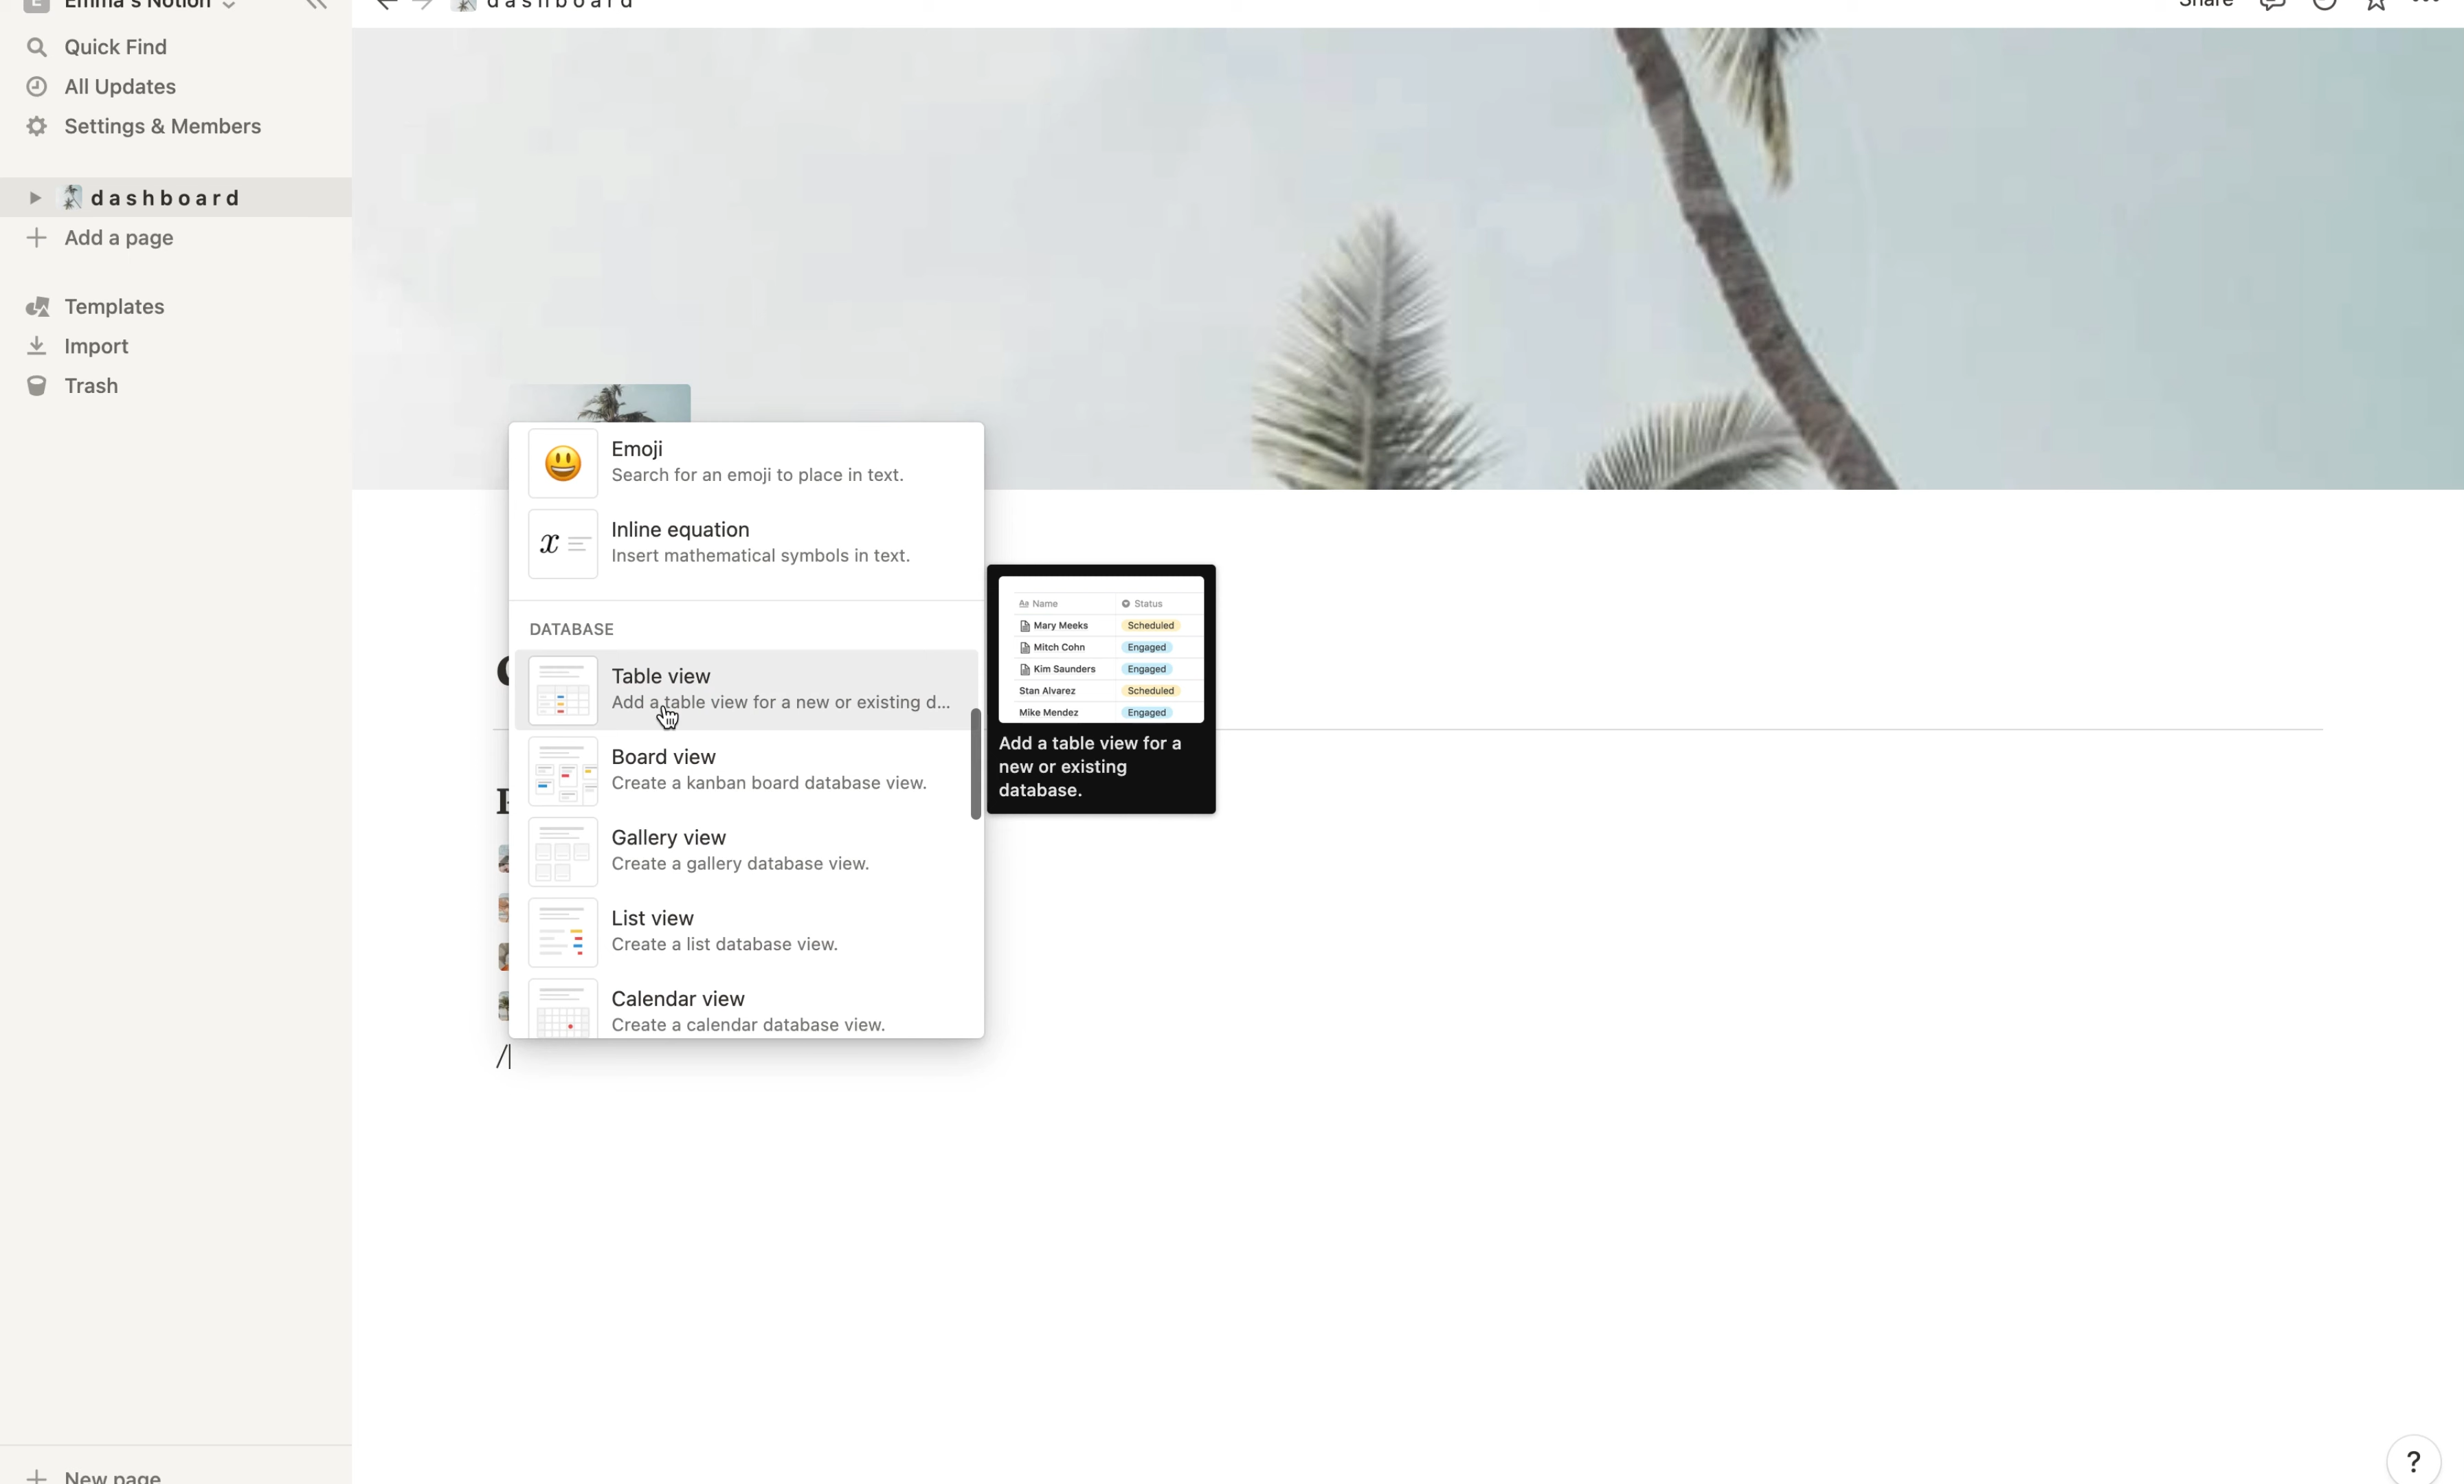 Emma's Notion
Quick Find
All Updates
Settings & Members
dashboard
Add a page
Templates
Import
Trash
New page
dashboard
Share
Emoji
Search for an emoji to place in text.
x
Inline equation
Insert mathematical symbols in text.
DATABASE
Table view
Add a table view for a new or existing d...
Board view
Create a kanban board database view.
Gallery view
Create a gallery database view.
List view
Create a list database view.
Calendar view
Create a calendar database view.
/
Aa Name Status
Mary Meeks Scheduled
Mitch Cohn Engaged
Kim Saunders Engaged
Stan Alvarez Scheduled
Mike Mendez Engaged
Add a table view for a
new or existing
database.
?